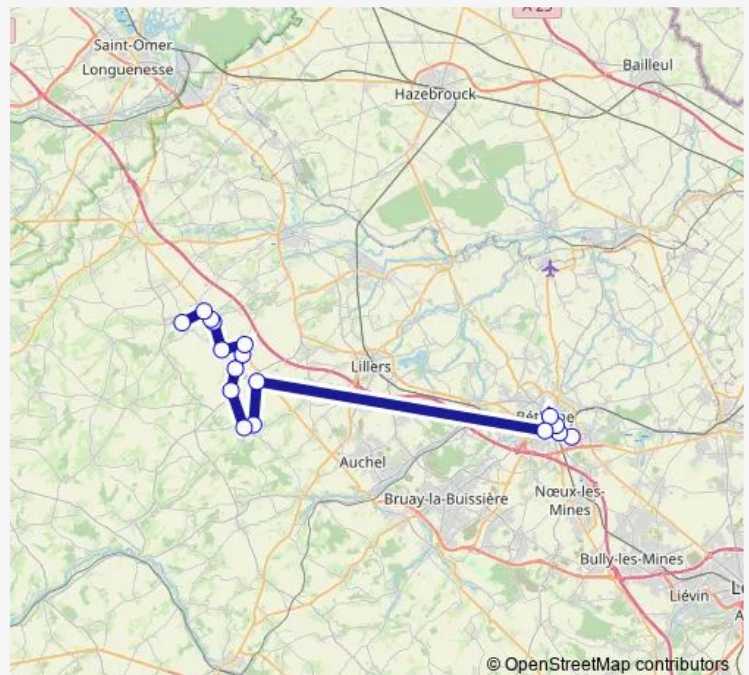 Saint-Omer
Longuenesse
Bailleul
Hazebrouck
Lillers
Auchel
Bruay-la-Buissière
Nœux-les-
Mines
Bully-les-Mines
Liévin
© OpenStreetMap contributors